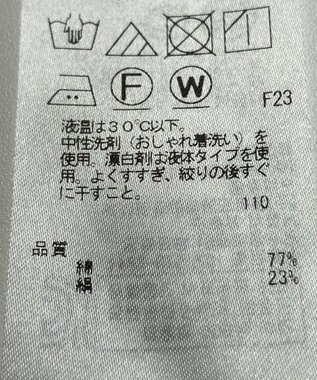 F W
F23
液温は30℃以下。
中性洗剤（おしゃれ着洗い）を
使用。漂白剤は液体タイプを使
用。よくすすぎ、絞りの後すぐ
に干すこと。
110
品質
綿 77%
絹 23%